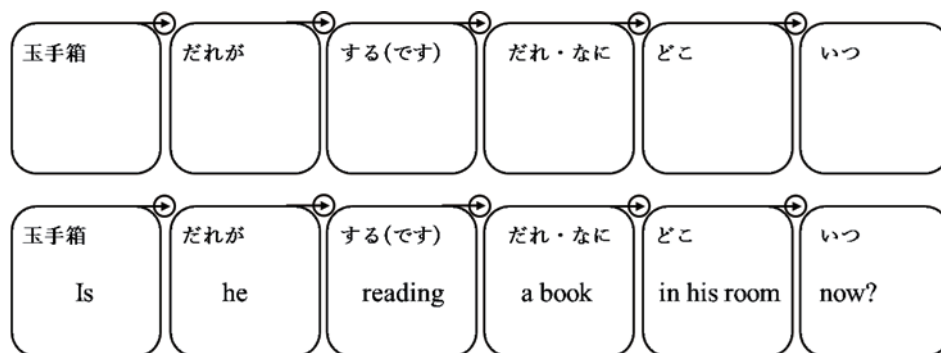 玉手箱 だれが する(です) だれ・なに どこ いつ
玉手箱 だれが する(です) だれ・なに どこ いつ
Is he reading a book in his room now?